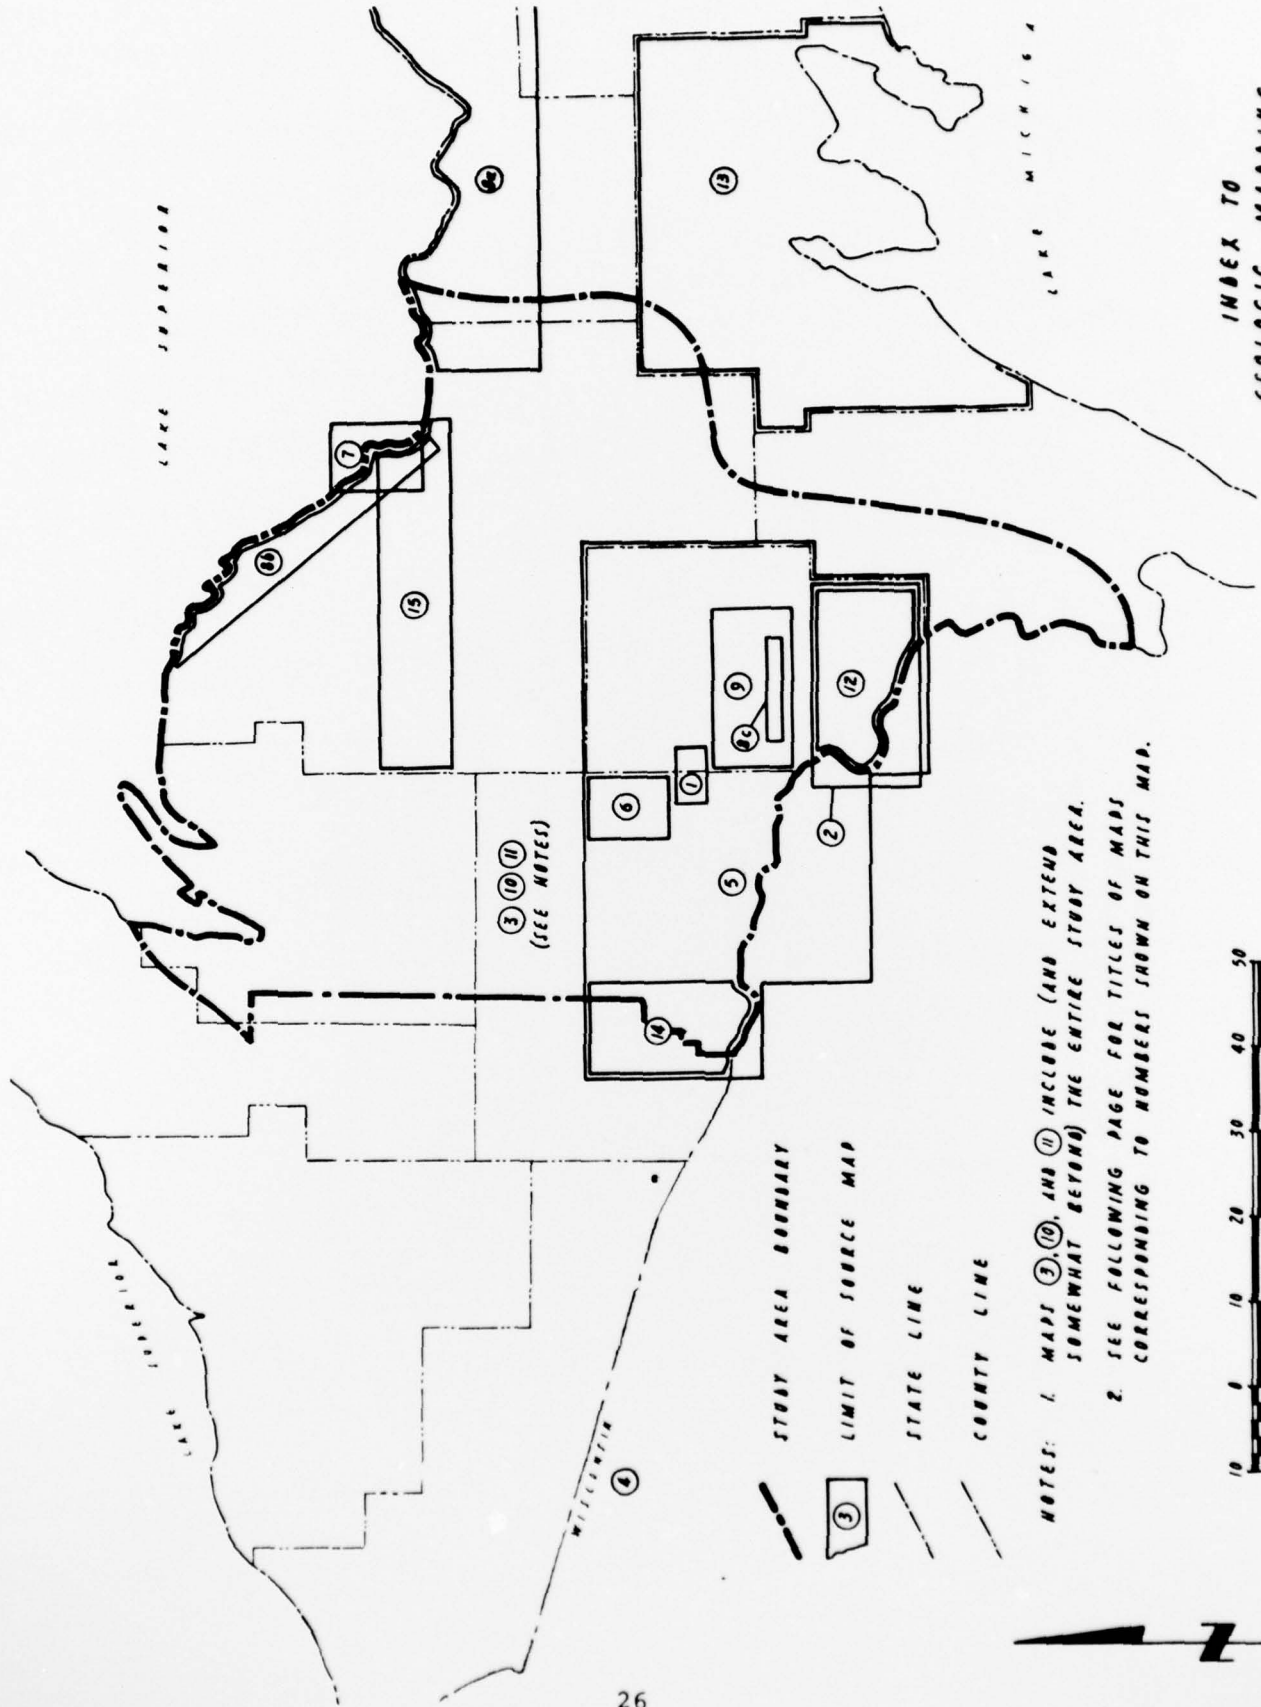 LAKE SUPERIOR
7
8b
8a
15
13
LAKE MICHIGA
LAKE SUPERIOR
3 10 11
(SEE NOTES)
6
1
9
8c
12
5
2
14
WISCONSIN
4
STUDY AREA BOUNDARY
3
LIMIT OF SOURCE MAP
STATE LINE
COUNTY LINE
NOTES: 1. MAPS 3, 10, AND 11 INCLUDE (AND EXTEND
SOMEWHAT BEYOND) THE ENTIRE STUDY AREA.
2. SEE FOLLOWING PAGE FOR TITLES OF MAPS
CORRESPONDING TO NUMBERS SHOWN ON THIS MAP.
INDEX TO
10 0 10 20 30 40 50
N
26